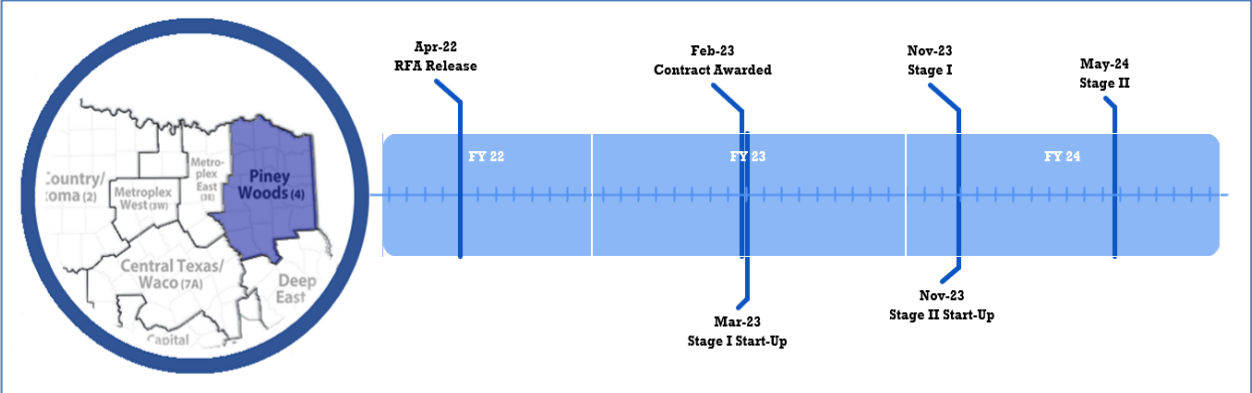 Country/
oma (2)
Metroplex
West (3W)
Metro-
plex
East
(3E)
Piney
Woods (4)
Central Texas/
Waco (7A)
Deep
East
Capital
Apr-22
RFA Release
Feb-23
Contract Awarded
Nov-23
Stage I
May-24
Stage II
FY 22
FY 23
FY 24
Mar-23
Stage I Start-Up
Nov-23
Stage II Start-Up